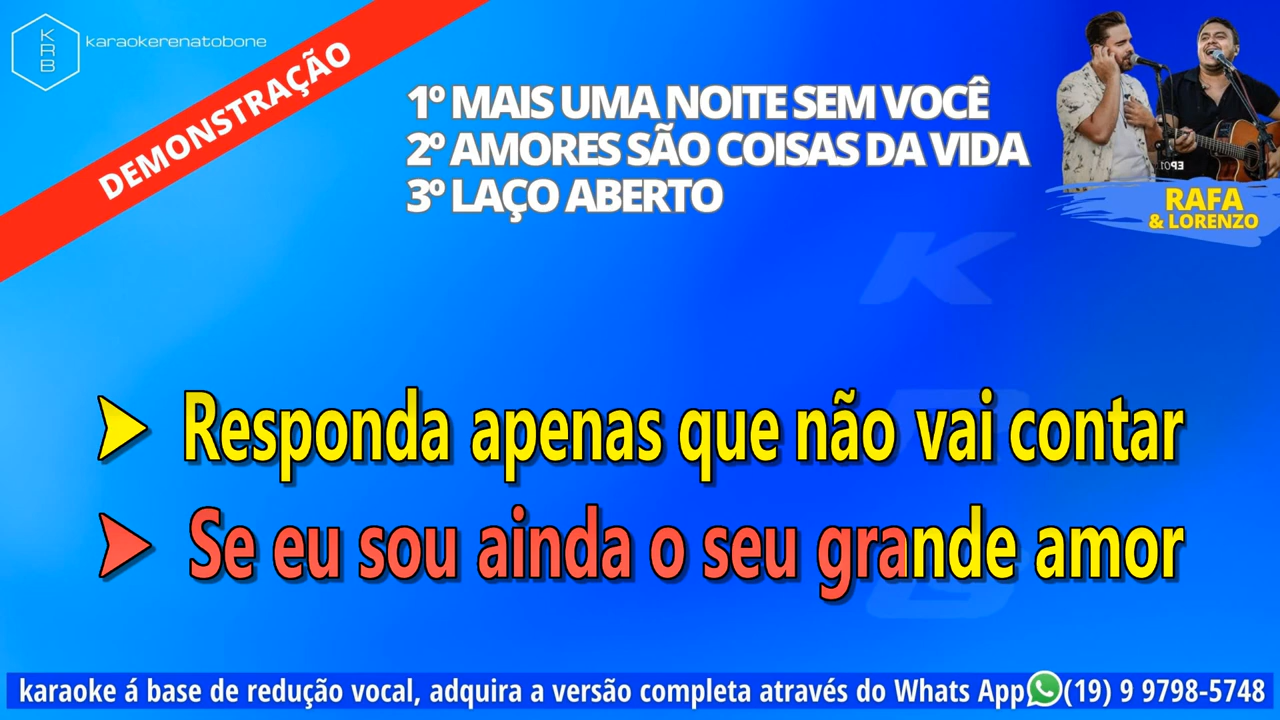 KRB
karaokerenatobone
DEMONSTRAÇÃO
1º MAIS UMA NOITE SEM VOCÊ
2º AMORES SÃO COISAS DA VIDA
3º LAÇO ABERTO
EP01
RAFA
& LORENZO
K
R
B
Responda apenas que não vai contar
Se eu sou ainda o seu grande amor
karaoke á base de redução vocal, adquira a versão completa através do Whats App (19) 9 9798-5748